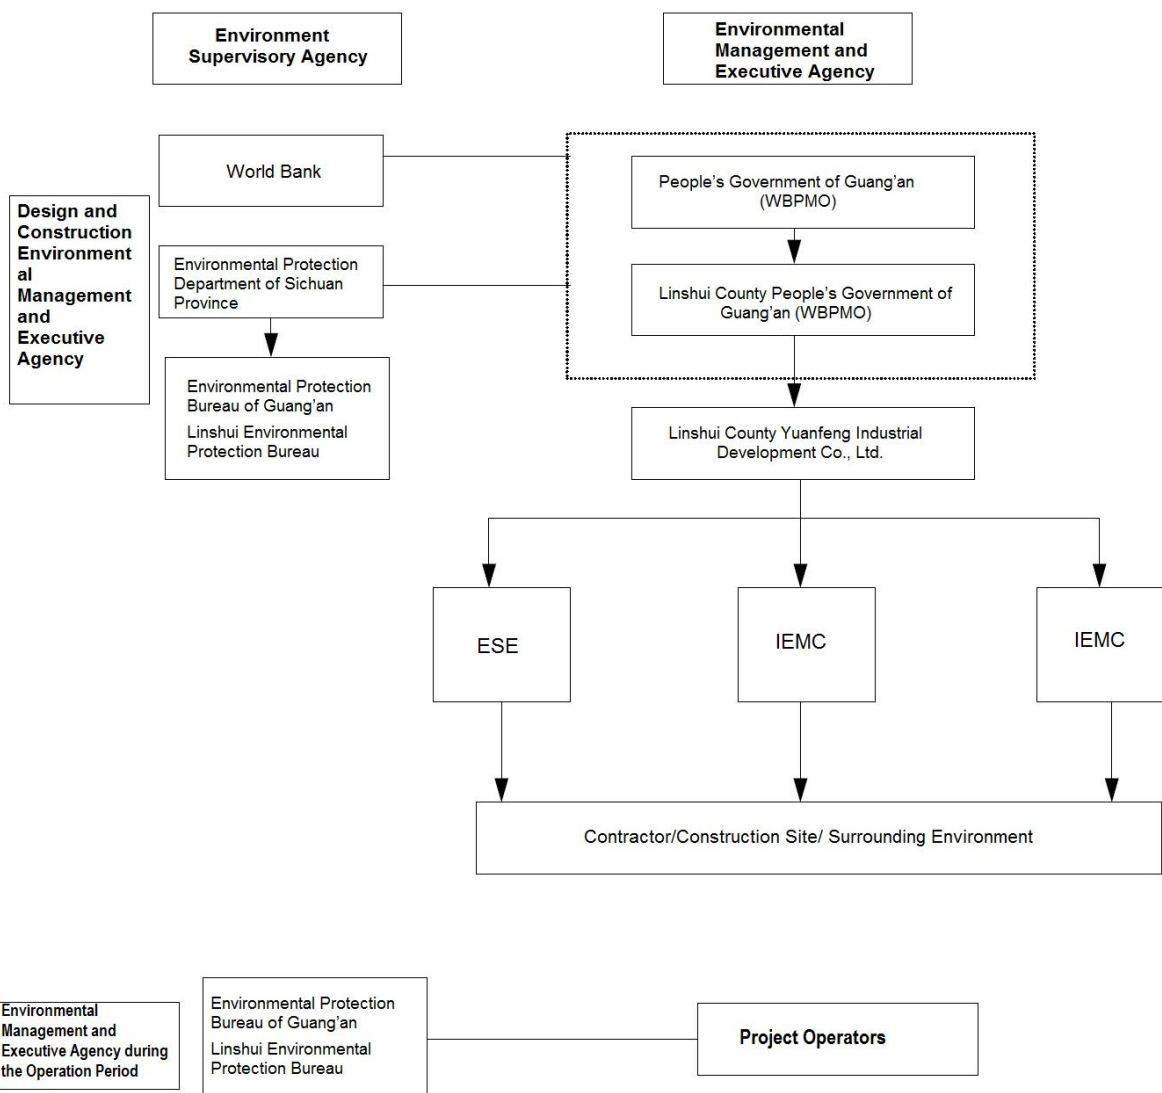 Environment
Supervisory Agency
Environmental
Management and
Executive Agency
World Bank
People's Government of Guang'an
(WBPMO)
Design and
Construction
Environment
al
Management
and
Executive
Agency
Environmental Protection
Department of Sichuan
Province
Linshui County People's Government of
Guang'an (WBPMO)
Environmental Protection
Bureau of Guang'an
Linshui Environmental
Protection Bureau
Linshui County Yuanfeng Industrial
Development Co., Ltd.
ESE
IEMC
IEMC
Contractor/Construction Site/ Surrounding Environment
Environmental
Management and
Executive Agency during
the Operation Period
Environmental Protection
Bureau of Guang'an
Linshui Environmental
Protection Bureau
Project Operators